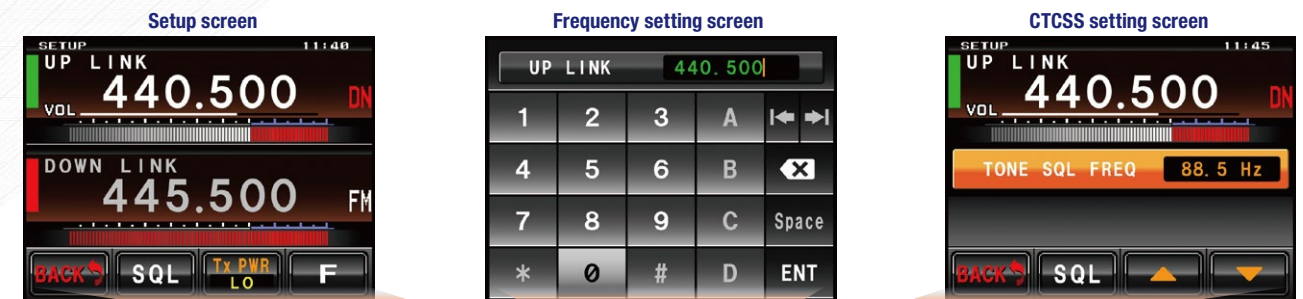 Setup screen
SETUP 11:40
UP LINK
VOL 440.500 DN
DOWN LINK
445.500 FM
BACK SQL Tx PWR F
LO
Frequency setting screen
UP LINK 440.500
1 2 3 A
4 5 6 B
7 8 9 C Space
* 0 # D ENT
CTCSS setting screen
SETUP 11:45
UP LINK
VOL 440.500 DN
TONE SQL FREQ 88.5 Hz
BACK SQL